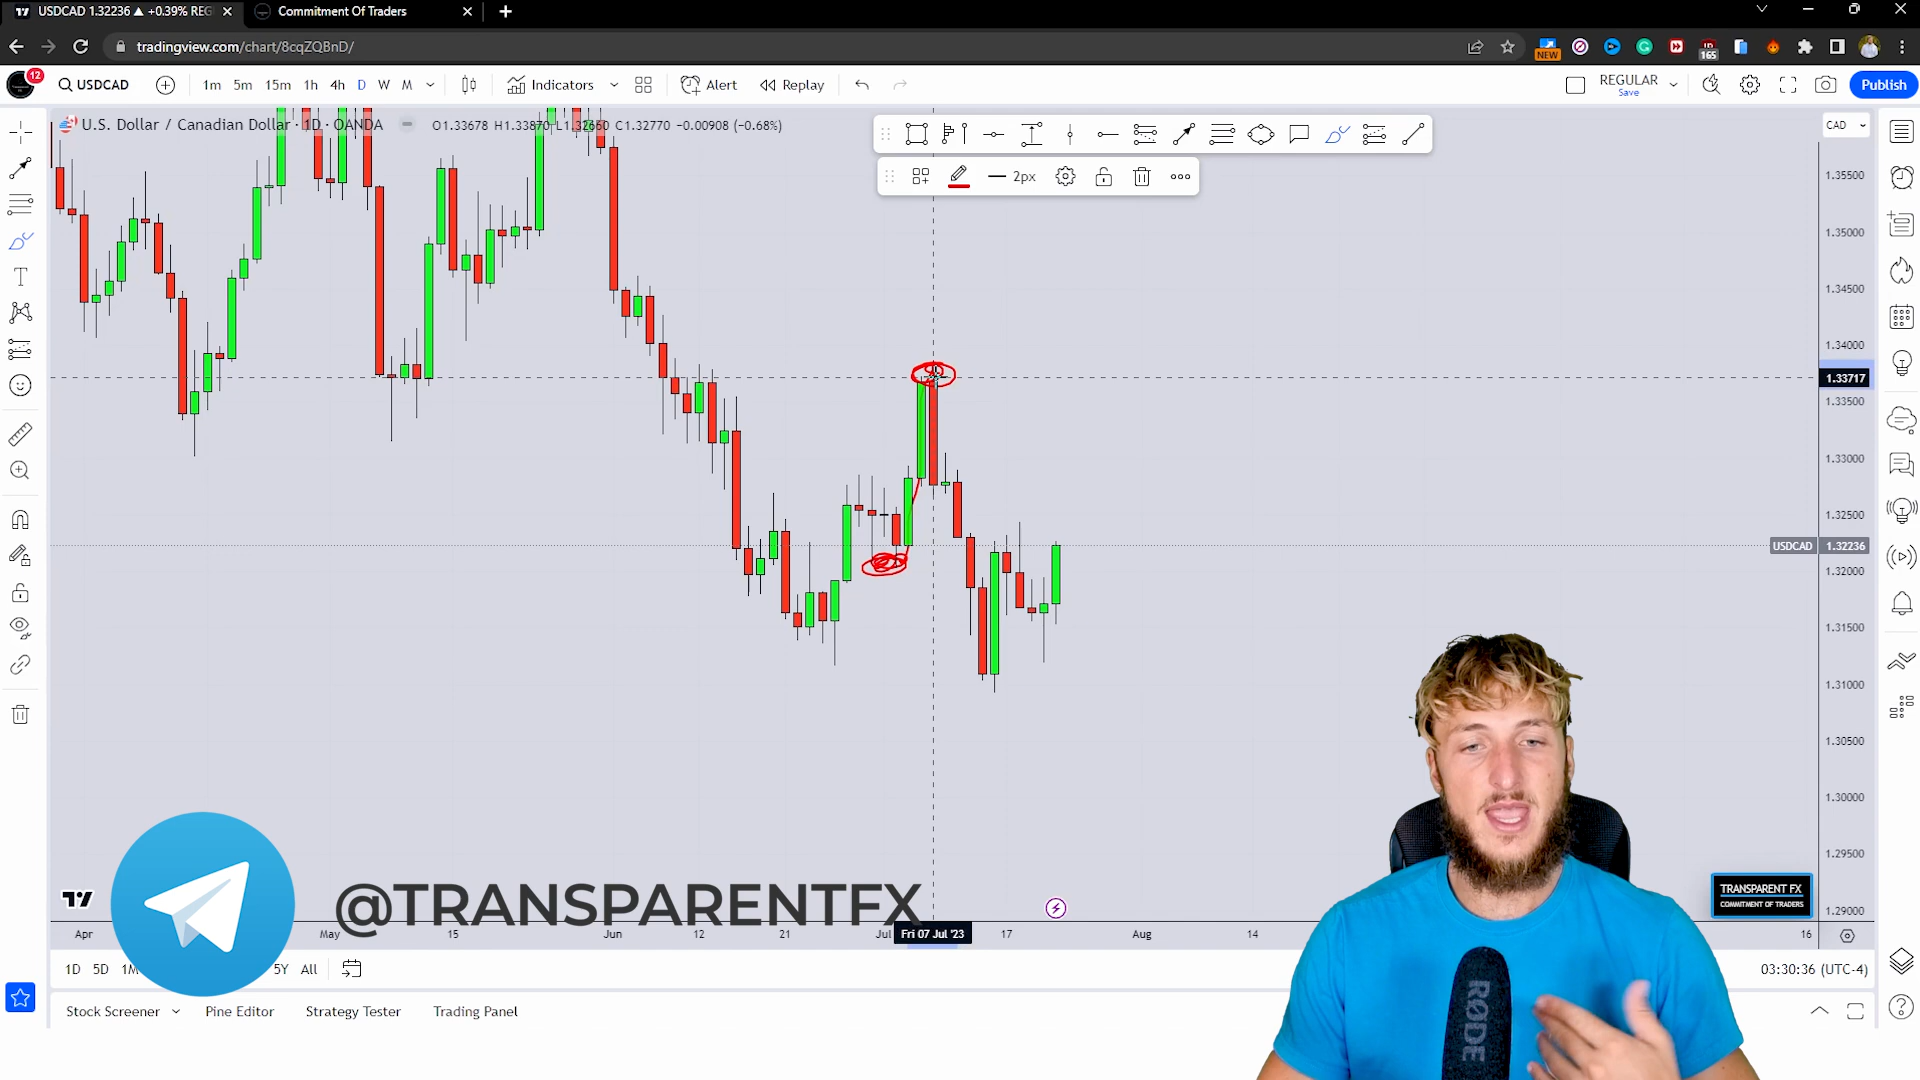 USDCAD 1.32236 ▲ +0.39% REG
Commitment Of Traders
tradingview.com/chart/8cqZQBnD/
NEW
165
12
USDCAD
1m 5m 15m 1h 4h D W M
Indicators
Alert
Replay
REGULAR
Save
Publish
U.S. Dollar / Canadian Dollar · 1D · OANDA
O1.33678 H1.33870 L1.32660 C1.32770 −0.00908 (−0.68%)
CAD
2px
1.35500
1.35000
1.34500
1.34000
1.33717
1.33500
1.33000
1.32500
USDCAD 1.32236
1.32000
1.31500
1.31000
1.30500
1.30000
1.29500
1.29000
@TRANSPARENTFX
TRANSPARENT FX
COMMITMENT OF TRADERS
RØDE
Apr May 15 Jun 12 21 Jul Fri 07 Jul '23 17 Aug 14 16
1D 5D 1M 5Y All
03:30:36 (UTC-4)
Stock Screener Pine Editor Strategy Tester Trading Panel